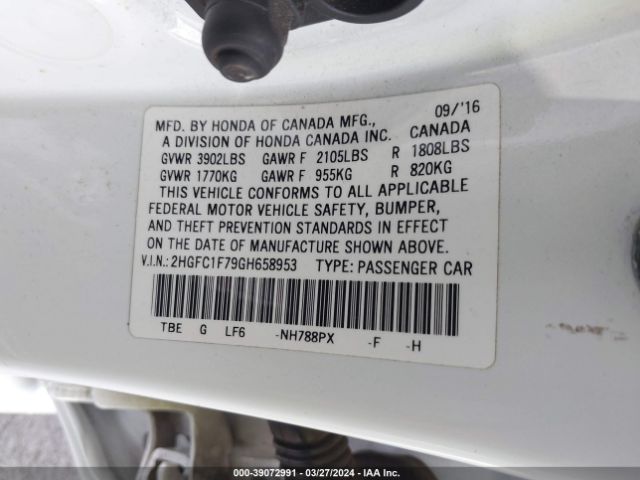 09/'16
MFD. BY HONDA OF CANADA MFG.,
A DIVISION OF HONDA CANADA INC. CANADA
GVWR 3902LBS GAWR F 2105LBS R 1808LBS
GVWR 1770KG GAWR F 955KG R 820KG
THIS VEHICLE CONFORMS TO ALL APPLICABLE
FEDERAL MOTOR VEHICLE SAFETY, BUMPER,
AND THEFT PREVENTION STANDARDS IN EFFECT
ON THE DATE OF MANUFACTURE SHOWN ABOVE.
V.I.N.: 2HGFC1F79GH658953 TYPE: PASSENGER CAR
TBE G LF6 -NH788PX -F -H
000-39072991 | 03/27/2024 | IAA Inc.